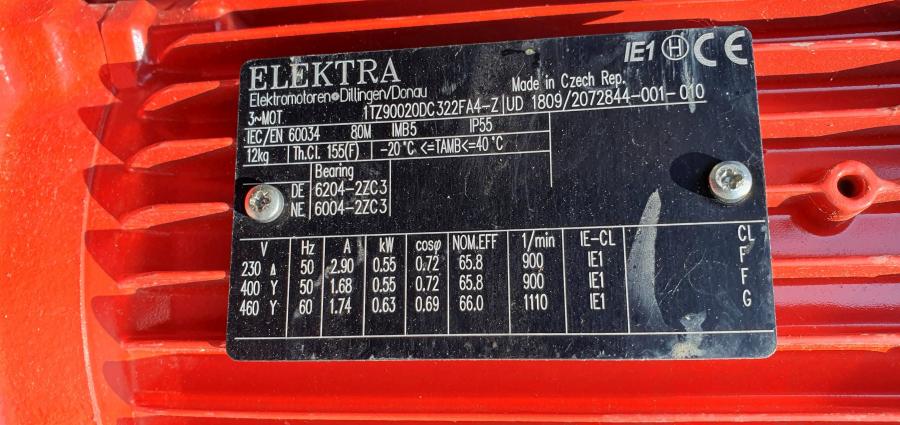 ELEKTRA
IE1 H CE
Elektromotoren•Dillingen/Donau
Made in Czech Rep.
3~MOT. 1TZ90020DC322FA4-Z UD 1809/2072844-001-010
IEC/EN 60034 80M IMB5 IP55
12kg Th.Cl. 155(F) -20°C <=TAMB<=40°C
Bearing
DE 6204-2ZC3
NE 6004-2ZC3
V Hz A kW cosφ NOM.EFF 1/min IE-CL CL
230 Δ 50 2.90 0.55 0.72 65.8 900 IE1 F
400 Y 50 1.68 0.55 0.72 65.8 900 IE1 F
460 Y 60 1.74 0.63 0.69 66.0 1110 IE1 G